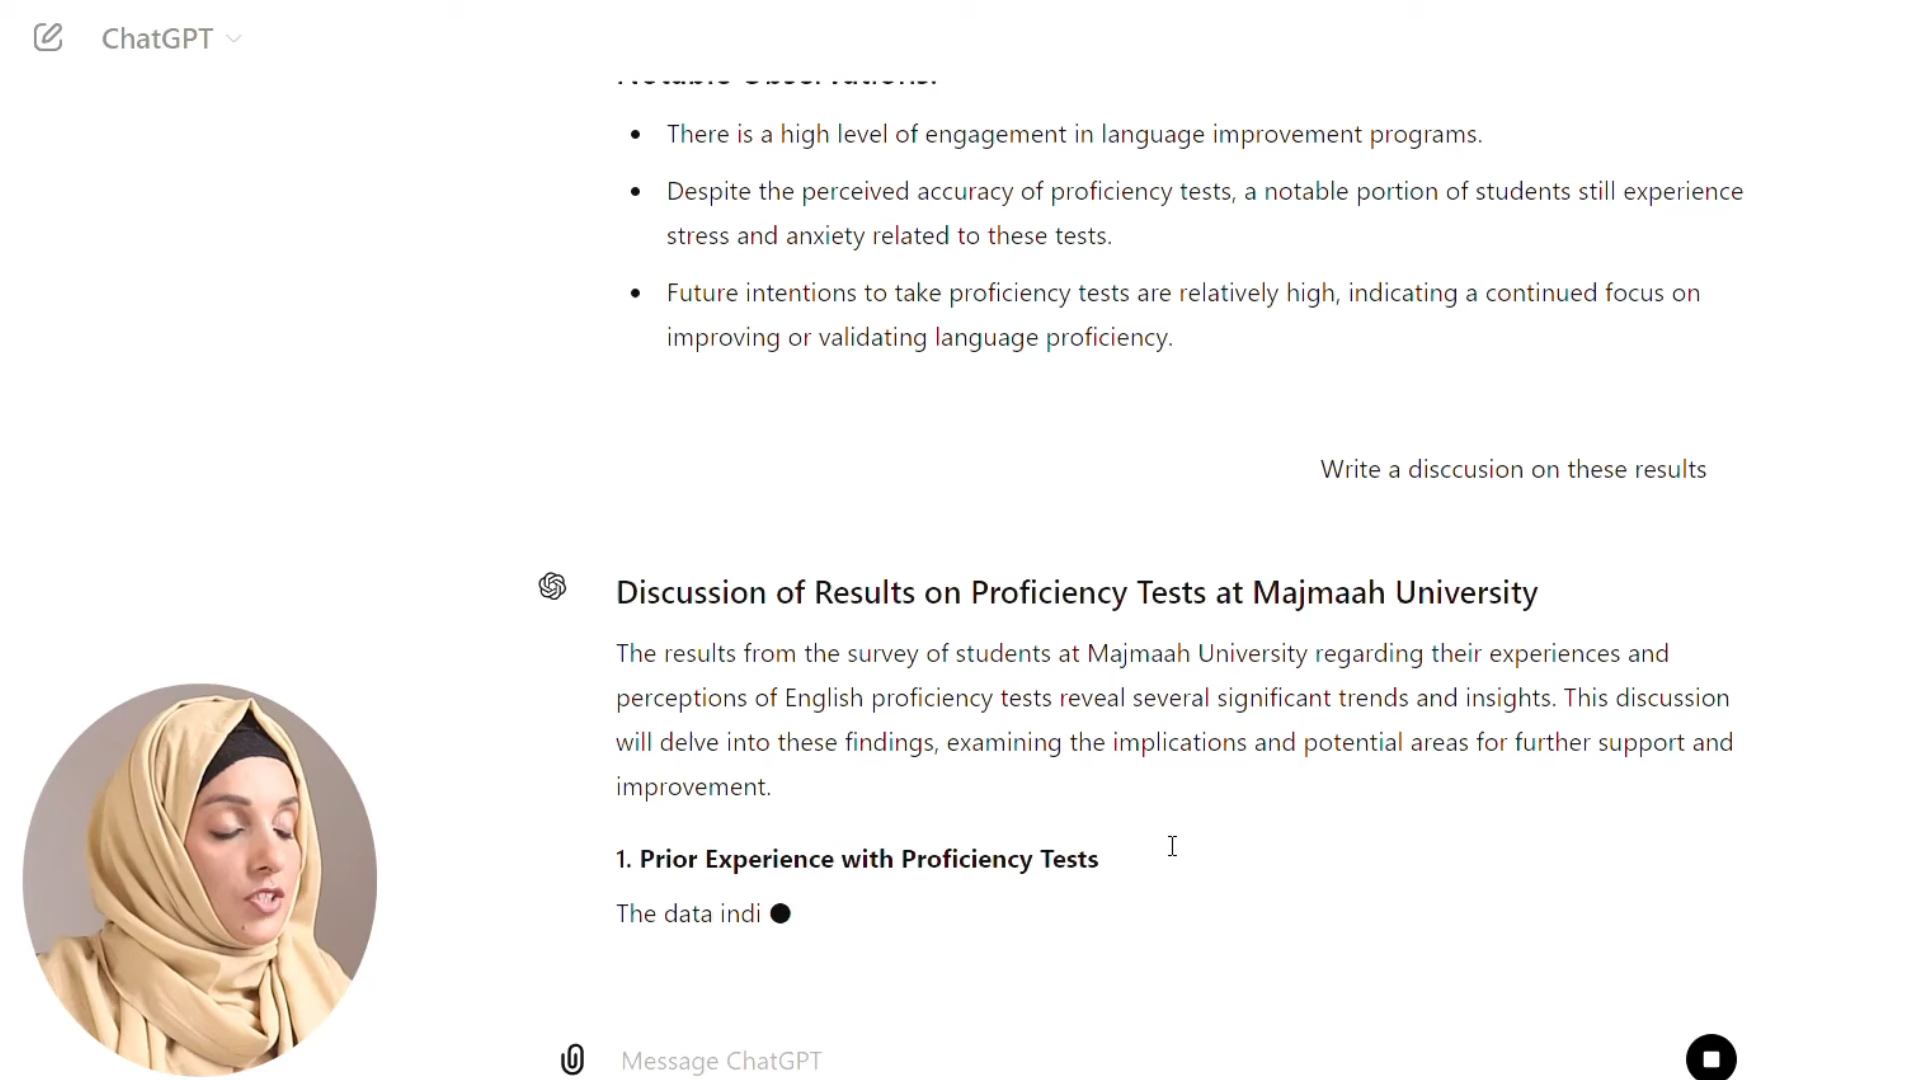 ChatGPT
Notable Observations:
There is a high level of engagement in language improvement programs.
Despite the perceived accuracy of proficiency tests, a notable portion of students still experience
stress and anxiety related to these tests.
Future intentions to take proficiency tests are relatively high, indicating a continued focus on
improving or validating language proficiency.
Write a disccusion on these results
Discussion of Results on Proficiency Tests at Majmaah University
The results from the survey of students at Majmaah University regarding their experiences and
perceptions of English proficiency tests reveal several significant trends and insights. This discussion
will delve into these findings, examining the implications and potential areas for further support and
improvement.
1. Prior Experience with Proficiency Tests
The data indi
Message ChatGPT